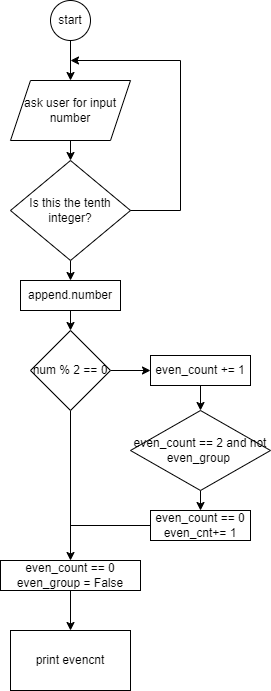 start
ask user for input
number
Is this the tenth
integer?
append.number
num % 2 == 0
even_count += 1
even_count == 2 and not
even_group
even_count == 0
even_cnt+= 1
even_count == 0
even_group = False
print evencnt